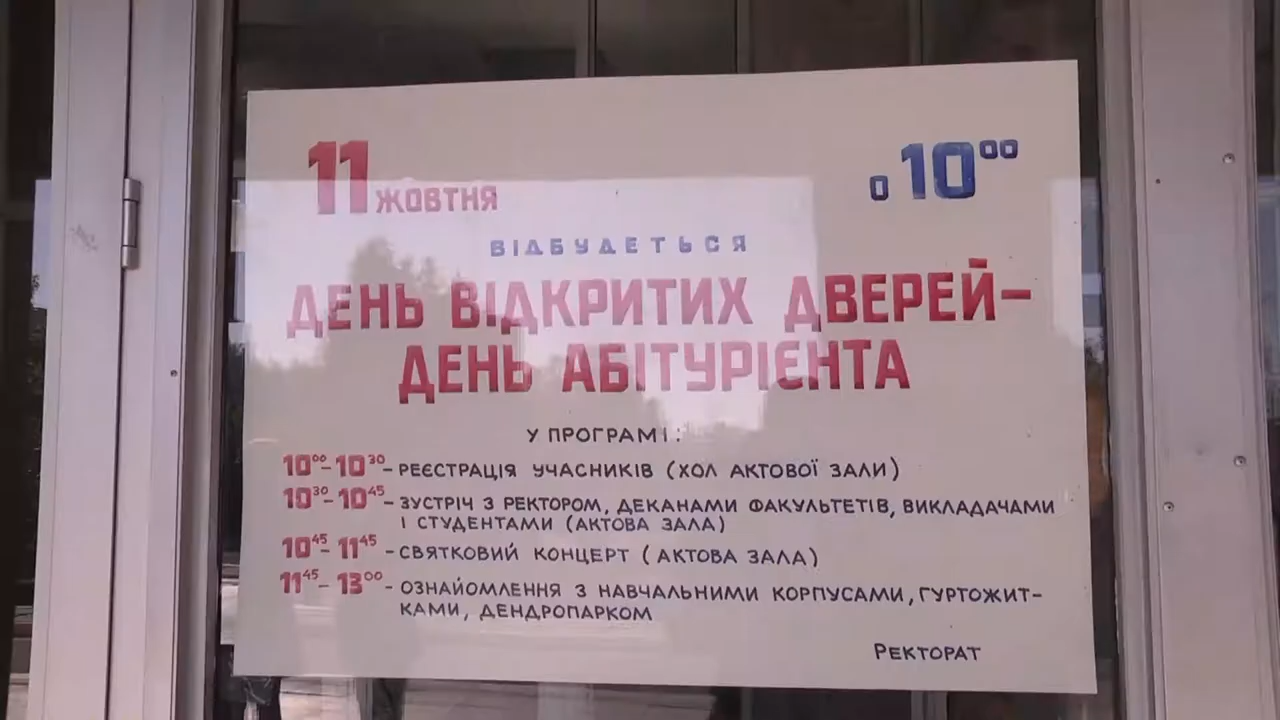 11 ЖОВТНЯ О 10⁰⁰
ВІДБУДЕТЬСЯ
ДЕНЬ ВІДКРИТИХ ДВЕРЕЙ–
ДЕНЬ АБІТУРІЄНТА
У ПРОГРАМІ:
10⁰⁰–10³⁰– РЕЄСТРАЦІЯ УЧАСНИКІВ (ХОЛ АКТОВОЇ ЗАЛИ)
10³⁰–10⁴⁵– ЗУСТРІЧ З РЕКТОРОМ, ДЕКАНАМИ ФАКУЛЬТЕТІВ, ВИКЛАДАЧАМИ
І СТУДЕНТАМИ (АКТОВА ЗАЛА)
10⁴⁵–11⁴⁵ – СВЯТКОВИЙ КОНЦЕРТ (АКТОВА ЗАЛА)
11⁴⁵–13⁰⁰ – ОЗНАЙОМЛЕННЯ З НАВЧАЛЬНИМИ КОРПУСАМИ, ГУРТОЖИТ-
КАМИ, ДЕНДРОПАРКОМ
РЕКТОРАТ